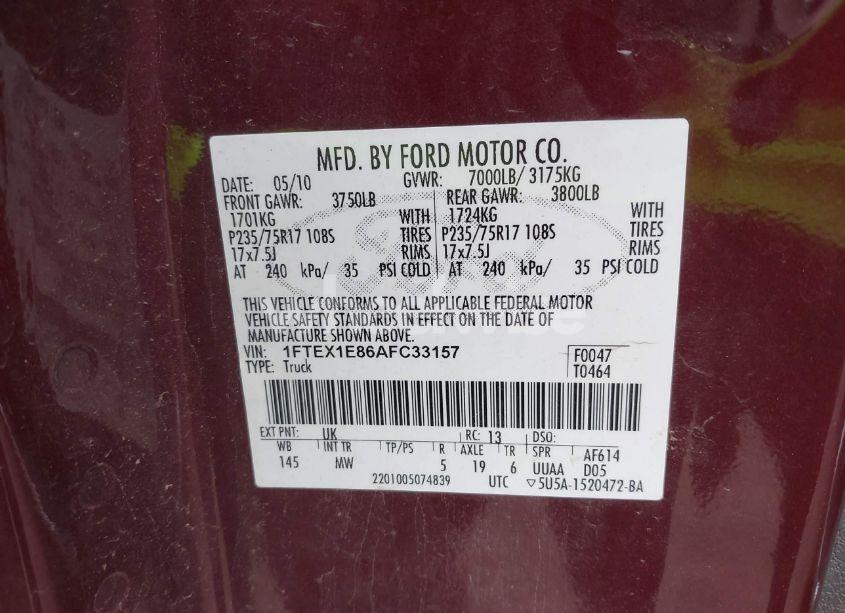 MFD. BY FORD MOTOR CO.
DATE: 05/10 GVWR: 7000LB/ 3175KG
FRONT GAWR: 3750LB REAR GAWR: 3800LB
1701KG WITH 1724KG WITH
P235/75R17 108S TIRES P235/75R17 108S TIRES
17x7.5J RIMS 17x7.5J RIMS
AT 240 kPa/ 35 PSI COLD AT 240 kPa/ 35 PSI COLD
THIS VEHICLE CONFORMS TO ALL APPLICABLE FEDERAL MOTOR
VEHICLE SAFETY STANDARDS IN EFFECT ON THE DATE OF
MANUFACTURE SHOWN ABOVE.
VIN: 1FTEX1E86AFC33157 F0047
TYPE: Truck T0464
EXT PNT: UK RC: 13 DSO:
WB INT TR TP/PS R AXLE TR SPR AF614
145 MW 5 19 6 UUAA D05
2201005074839 UTC ▽5U5A-1520472-BA